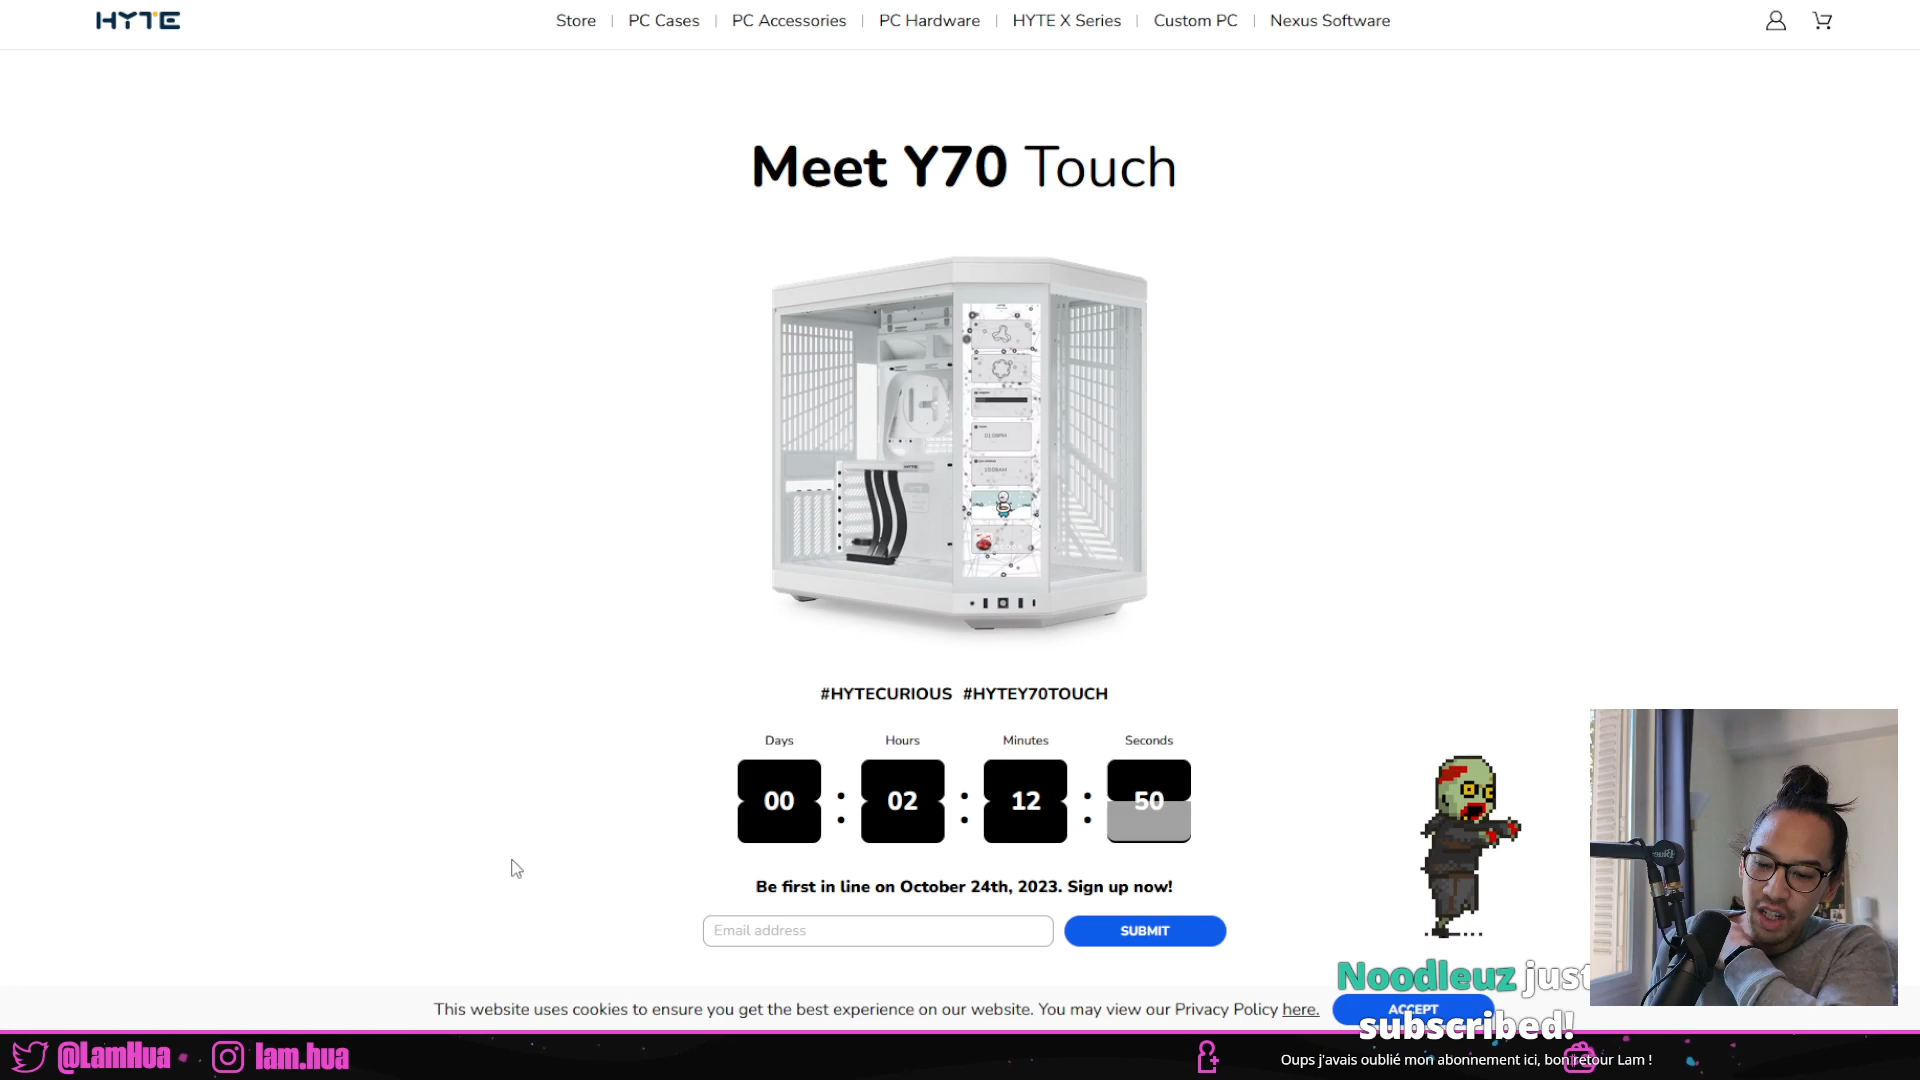 HYTE
Store | PC Cases | PC Accessories | PC Hardware | HYTE X Series | Custom PC | Nexus Software
Meet Y70 Touch
HYTE
#HYTECURIOUS #HYTEY70TOUCH
Days Hours Minutes Seconds
00 : 02 : 12 : 50
Be first in line on October 24th, 2023. Sign up now!
Email address
SUBMIT
Noodleuz just
subscribed!
This website uses cookies to ensure you get the best experience on our website. You may view our Privacy Policy here.
ACCEPT
@LamHua
lam.hua
Oups j'avais oublié mon abonnement ici, bon retour Lam !